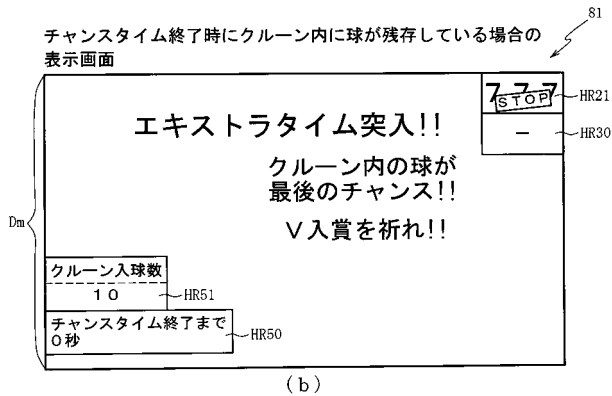 81
チャンスタイム終了時にクルーン内に球が残存している場合の
表示画面
7 7 7
STOP
HR21
エキストラタイム突入!!
－
HR30
クルーン内の球が
最後のチャンス!!
V入賞を祈れ!!
Dm
クルーン入球数
10
HR51
チャンスタイム終了まで
0秒
HR50
(b)